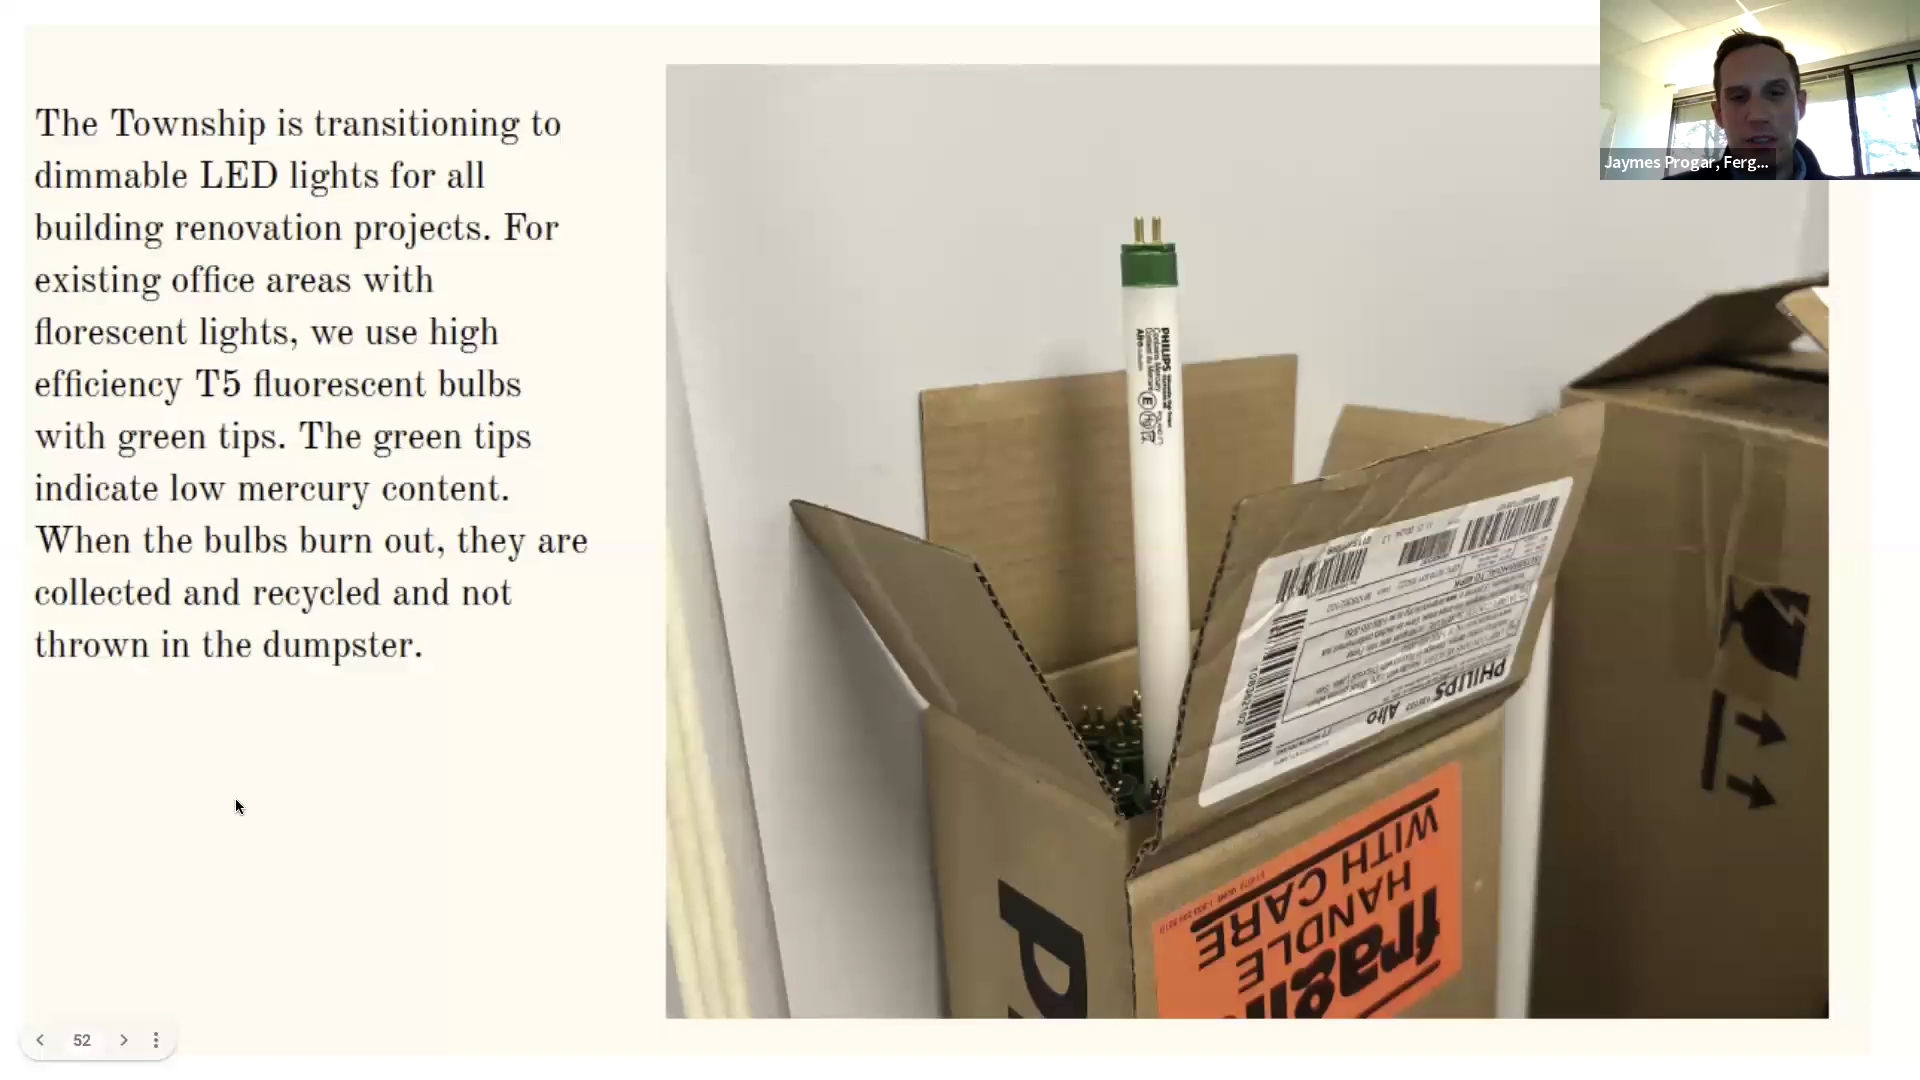 The Township is transitioning to
dimmable LED lights for all
building renovation projects. For
existing office areas with
florescent lights, we use high
efficiency T5 fluorescent bulbs
with green tips. The green tips
indicate low mercury content.
When the bulbs burn out, they are
collected and recycled and not
thrown in the dumpster.
Jaymes Progar, Ferg...
PHILIPS
Contains Mercury
Alto
E
Hg
PHILIPS
Alto
HANDLE
WITH CARE
52